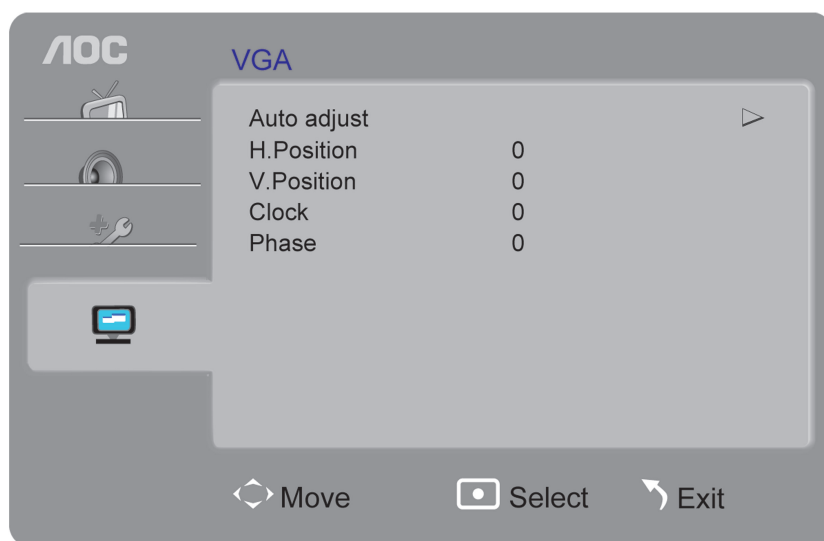 AOC
VGA
Auto adjust
H.Position 0
V.Position 0
Clock 0
Phase 0
Move Select Exit